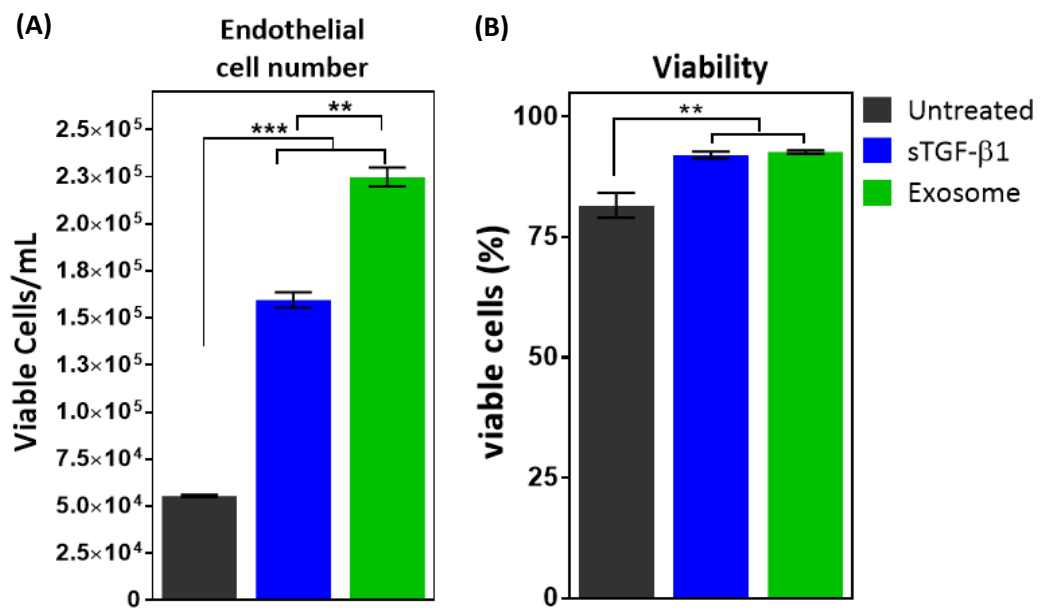 (A)
Endothelial
cell number
Viable Cells/mL
2.5×10⁵
2.3×10⁵
2.0×10⁵
1.8×10⁵
1.5×10⁵
1.3×10⁵
1.0×10⁵
7.5×10⁴
5.0×10⁴
2.5×10⁴
0
**
***
(B)
Viability
viable cells (%)
100
75
50
25
0
**
Untreated
sTGF-β1
Exosome